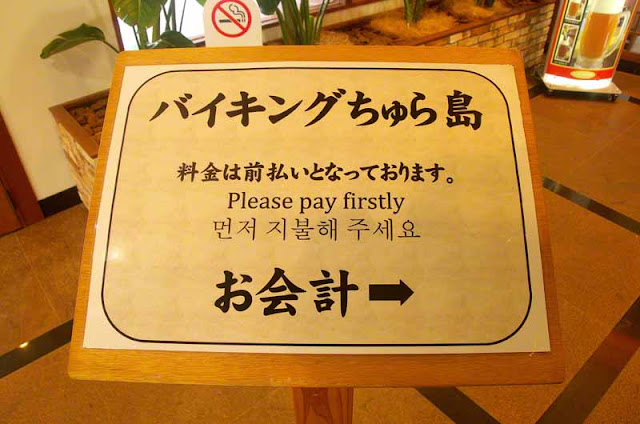 バイキングちゅら島
料金は前払いとなっております。
Please pay firstly
먼저 지불해 주세요
お会計➡